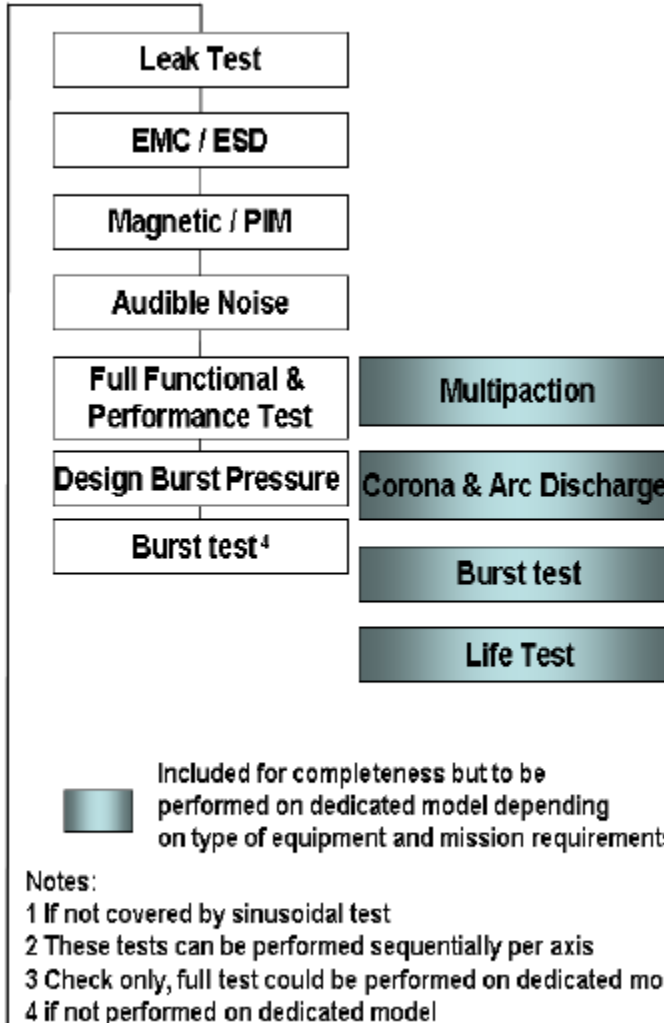 Leak Test
EMC / ESD
Magnetic / PIM
Audible Noise
Full Functional &
Performance Test
Multipaction
Design Burst Pressure
Corona & Arc Discharge
Burst test⁴
Burst test
Life Test
Included for completeness but to be
performed on dedicated model depending
on type of equipment and mission requirements
Notes:
1 If not covered by sinusoidal test
2 These tests can be performed sequentially per axis
3 Check only, full test could be performed on dedicated mo
4 if not performed on dedicated model